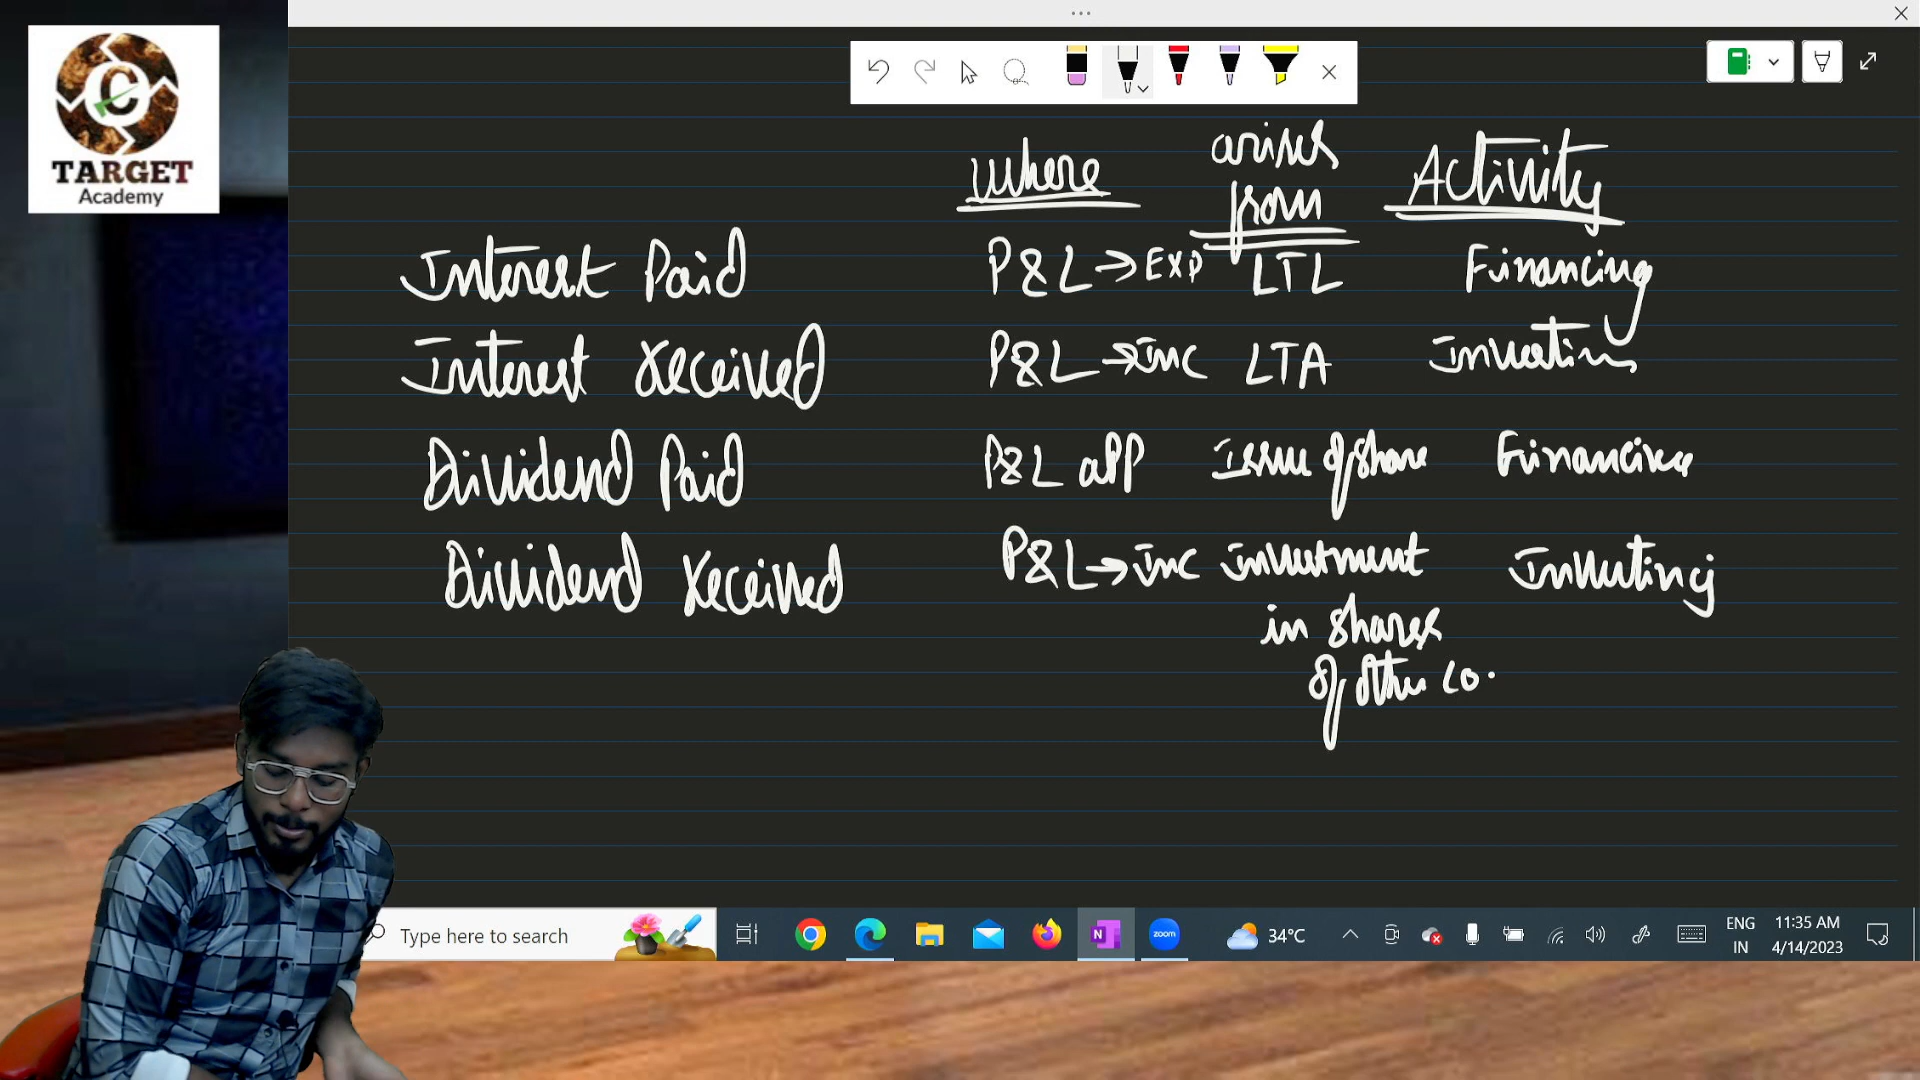 TARGET
Academy
where arises from Activity
Interest Paid P&L → EXP LTL Financing
Interest received P&L → inc LTA Investing
Dividend Paid P&L app Issue of share Financing
Dividend received P&L → inc investment Investing
in shares
of other co.
Type here to search
zoom
34°C
ENG
IN
11:35 AM
4/14/2023